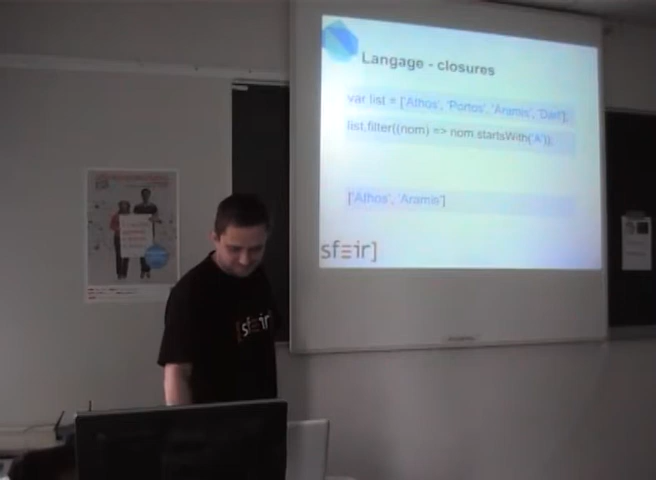 Langage - closures
var list = ['Athos', 'Portos', 'Aramis', 'Dart'];
list.filter((nom) => nom.startsWith('A'));
['Athos', 'Aramis']
sfeir]
[sfeir